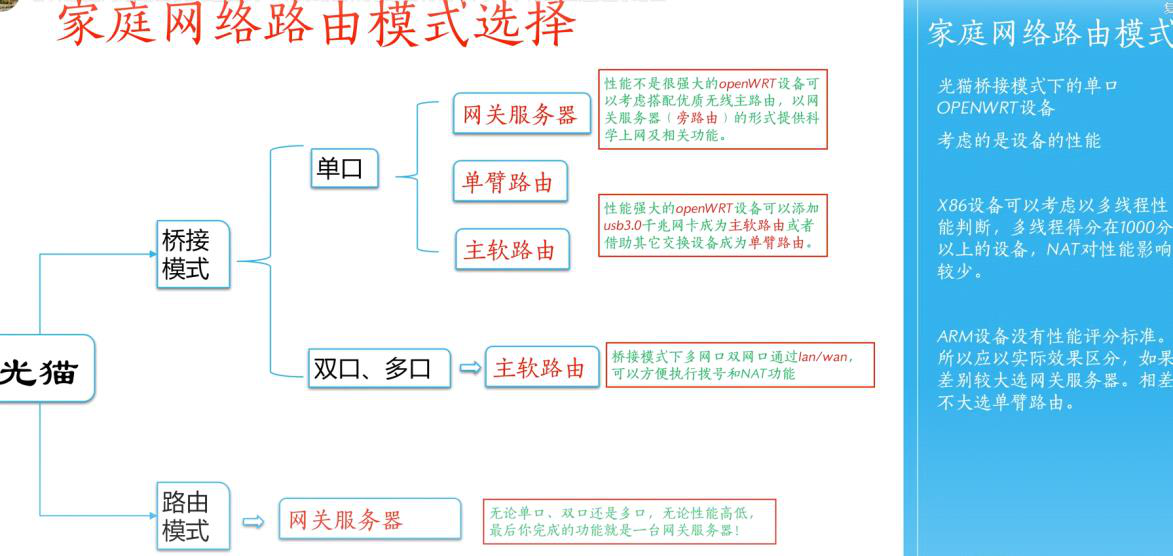 家庭网络路由模式选择
性能不是很强大的openWRT设备可
以考虑搭配优质无线主路由，以网
关服务器（旁路由）的形式提供科
学上网及相关功能。
网关服务器
单口
单臂路由
性能强大的openWRT设备可以添加
usb3.0千兆网卡成为主软路由或者
借助其它交换设备成为单臂路由。
主软路由
桥接
模式
双口、多口
主软路由
桥接模式下多网口双网口通过lan/wan，
可以方便执行拨号和NAT功能
光猫
路由
模式
网关服务器
无论单口、双口还是多口，无论性能高低，
最后你完成的功能就是一台网关服务器！
家庭网络路由模式
光猫桥接模式下的单口
OPENWRT设备
考虑的是设备的性能
X86设备可以考虑以多线程性
能判断，多线程得分在1000分
以上的设备，NAT对性能影响
较少。
ARM设备没有性能评分标准。
所以应以实际效果区分，如果
差别较大选网关服务器。相差
不大选单臂路由。